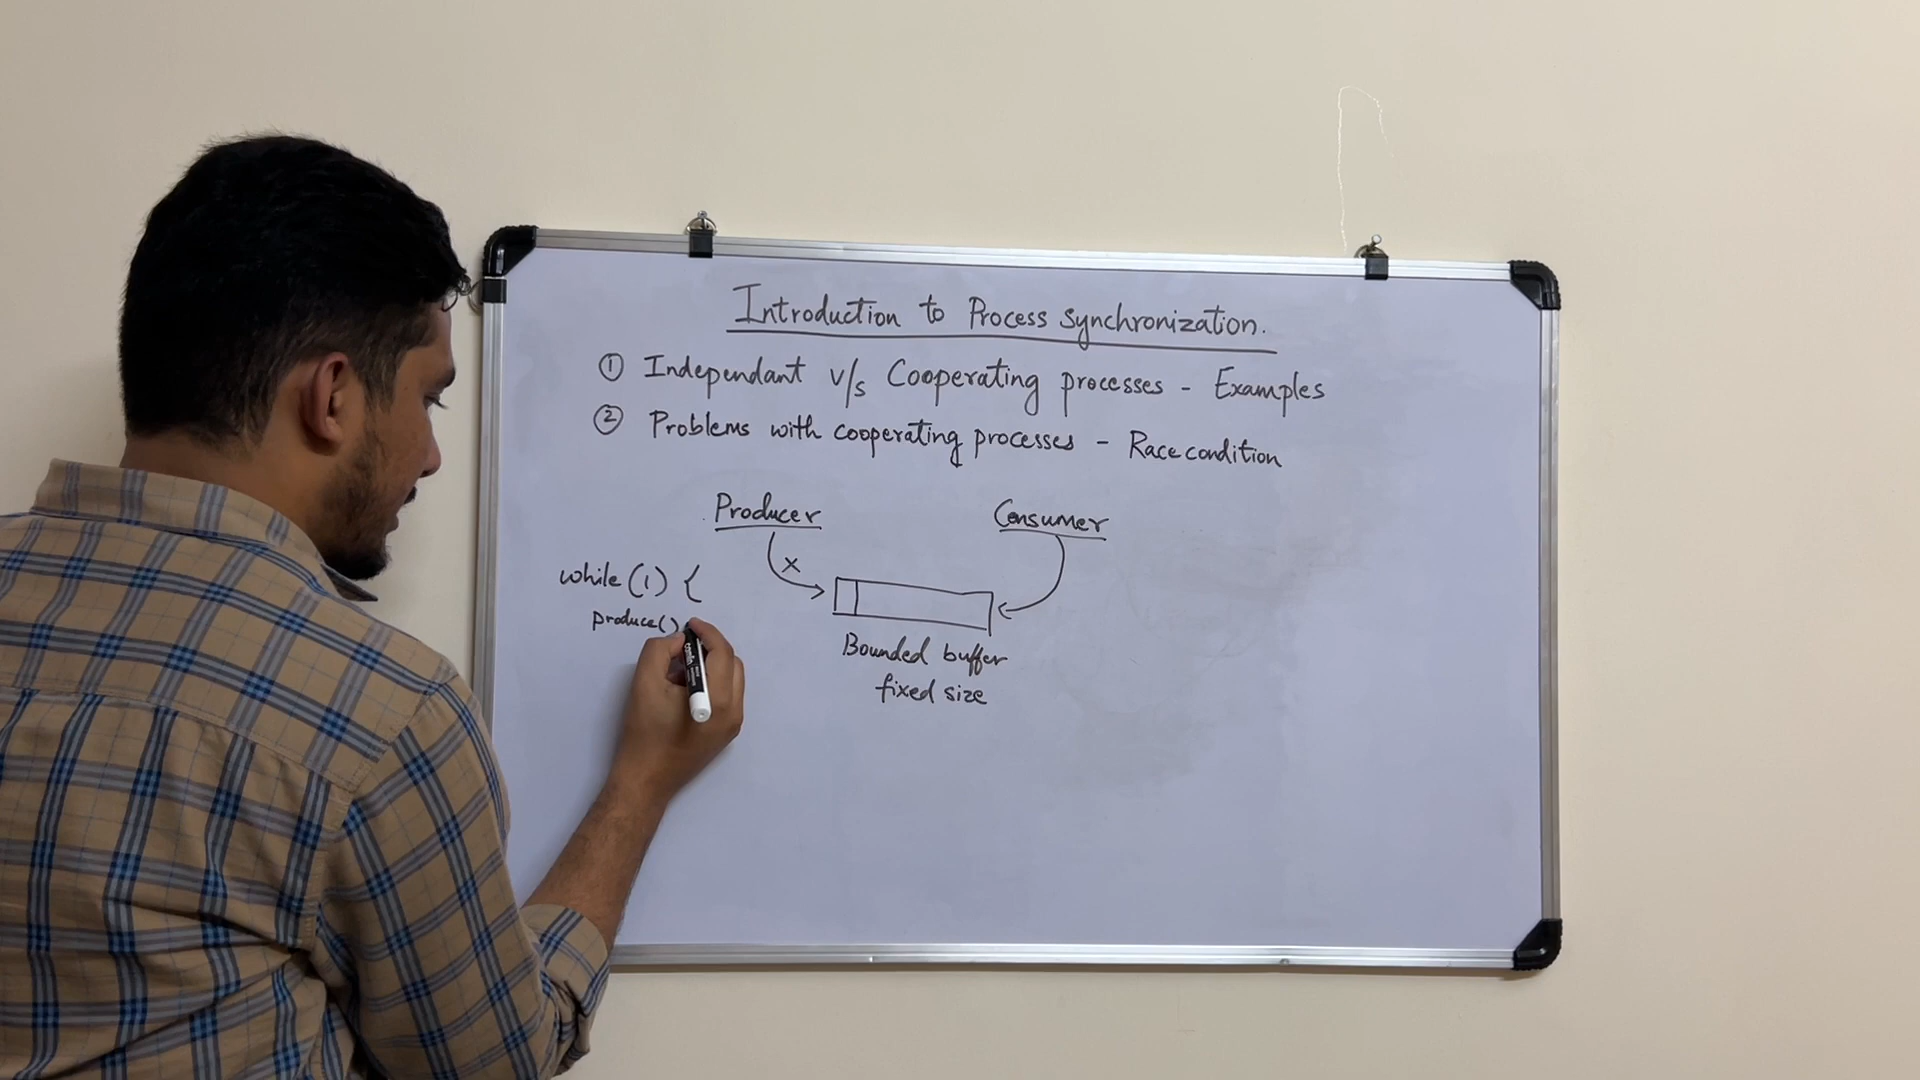 Introduction to Process Synchronization.
① Independant v/s Cooperating processes - Examples
② Problems with cooperating processes - Race condition
Producer
Consumer
x
while (1) {
produce()
Bounded buffer
fixed size